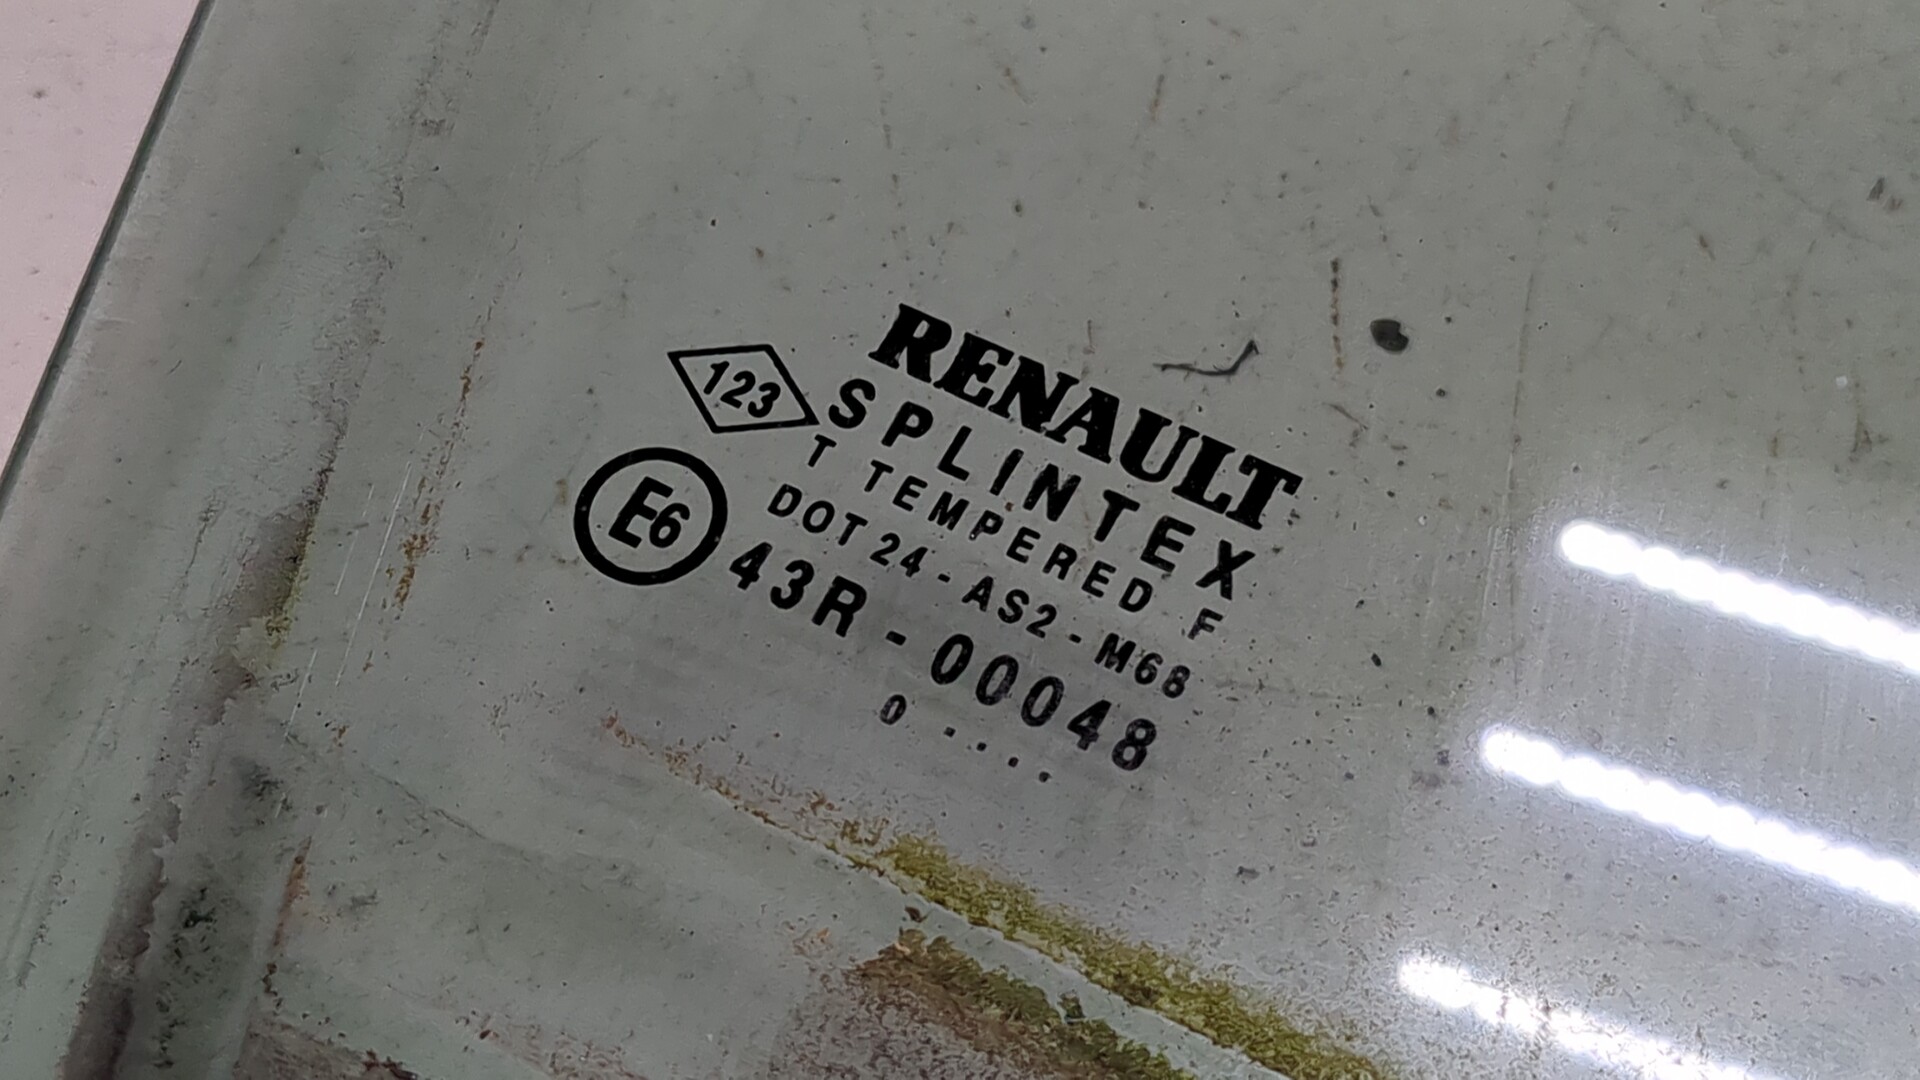 RENAULT
123
SPLINTEX
T TEMPERED F
DOT 24 - AS2 - M68
E6
43R - 00048
0 ....